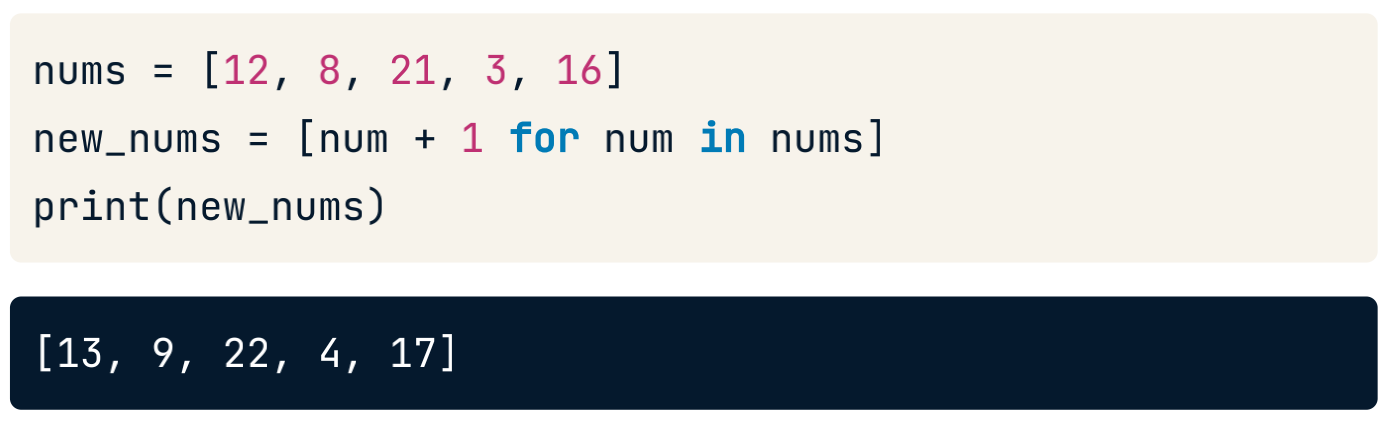 nums = [12, 8, 21, 3, 16]
new_nums = [num + 1 for num in nums]
print(new_nums)
[13, 9, 22, 4, 17]